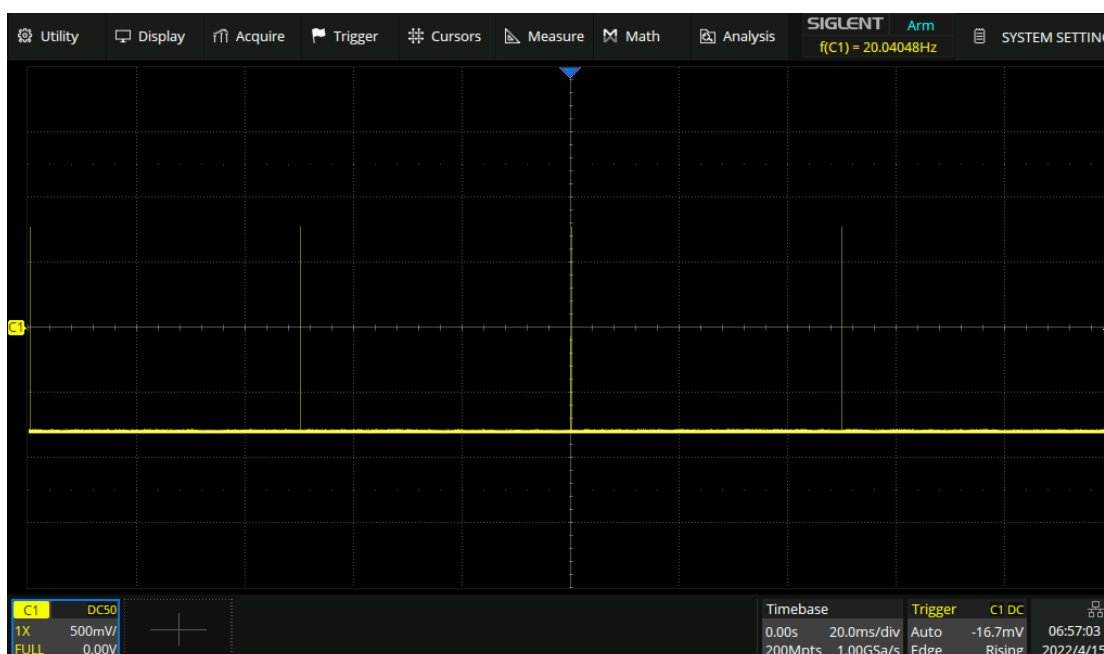 Utility Display Acquire Trigger Cursors Measure Math Analysis SIGLENT Arm
f(C1) = 20.04048Hz
SYSTEM SETTING
C1
C1 DC50
1X 500mV/
FULL 0.00V
Timebase
0.00s 20.0ms/div
200Mpts 1.00GSa/s
Trigger C1 DC
Auto -16.7mV
Edge Rising
06:57:03
2022/4/15